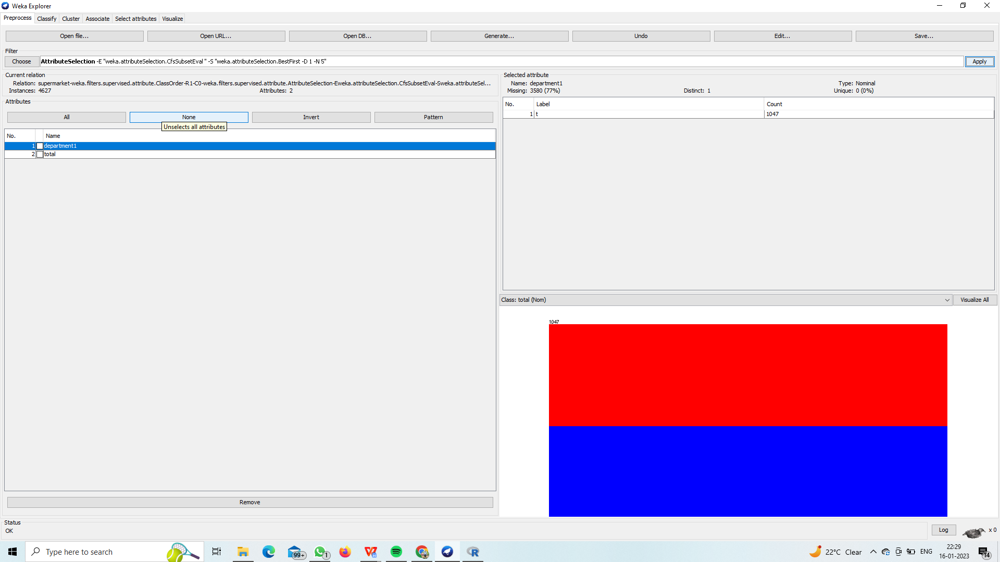 Weka Explorer
Preprocess Classify Cluster Associate Select attributes Visualize
Open file... Open URL... Open DB... Generate... Undo Edit... Save...
Filter
Choose AttributeSelection -E "weka.attributeSelection.CfsSubsetEval " -S "weka.attributeSelection.BestFirst -D 1 -N 5" Apply
Current relation
Relation: supermarket-weka.filters.supervised.attribute.ClassOrder-R1-C0-weka.filters.supervised.attribute.AttributeSelection-Eweka.attributeSelection.CfsSubsetEval-Sweka.attributeSel...
Instances: 4627 Attributes: 2
Selected attribute
Name: department1 Type: Nominal
Missing: 3580 (77%) Distinct: 1 Unique: 0 (0%)
Attributes
All None Invert Pattern
Unselects all attributes
No. Name
1 department1
2 total
No. Label Count
1 t 1047
Class: total (Nom) Visualize All
1047
Remove
Status
OK
Log x 0
Type here to search
99+
1
22°C Clear
ENG
22:29
16-01-2023
14